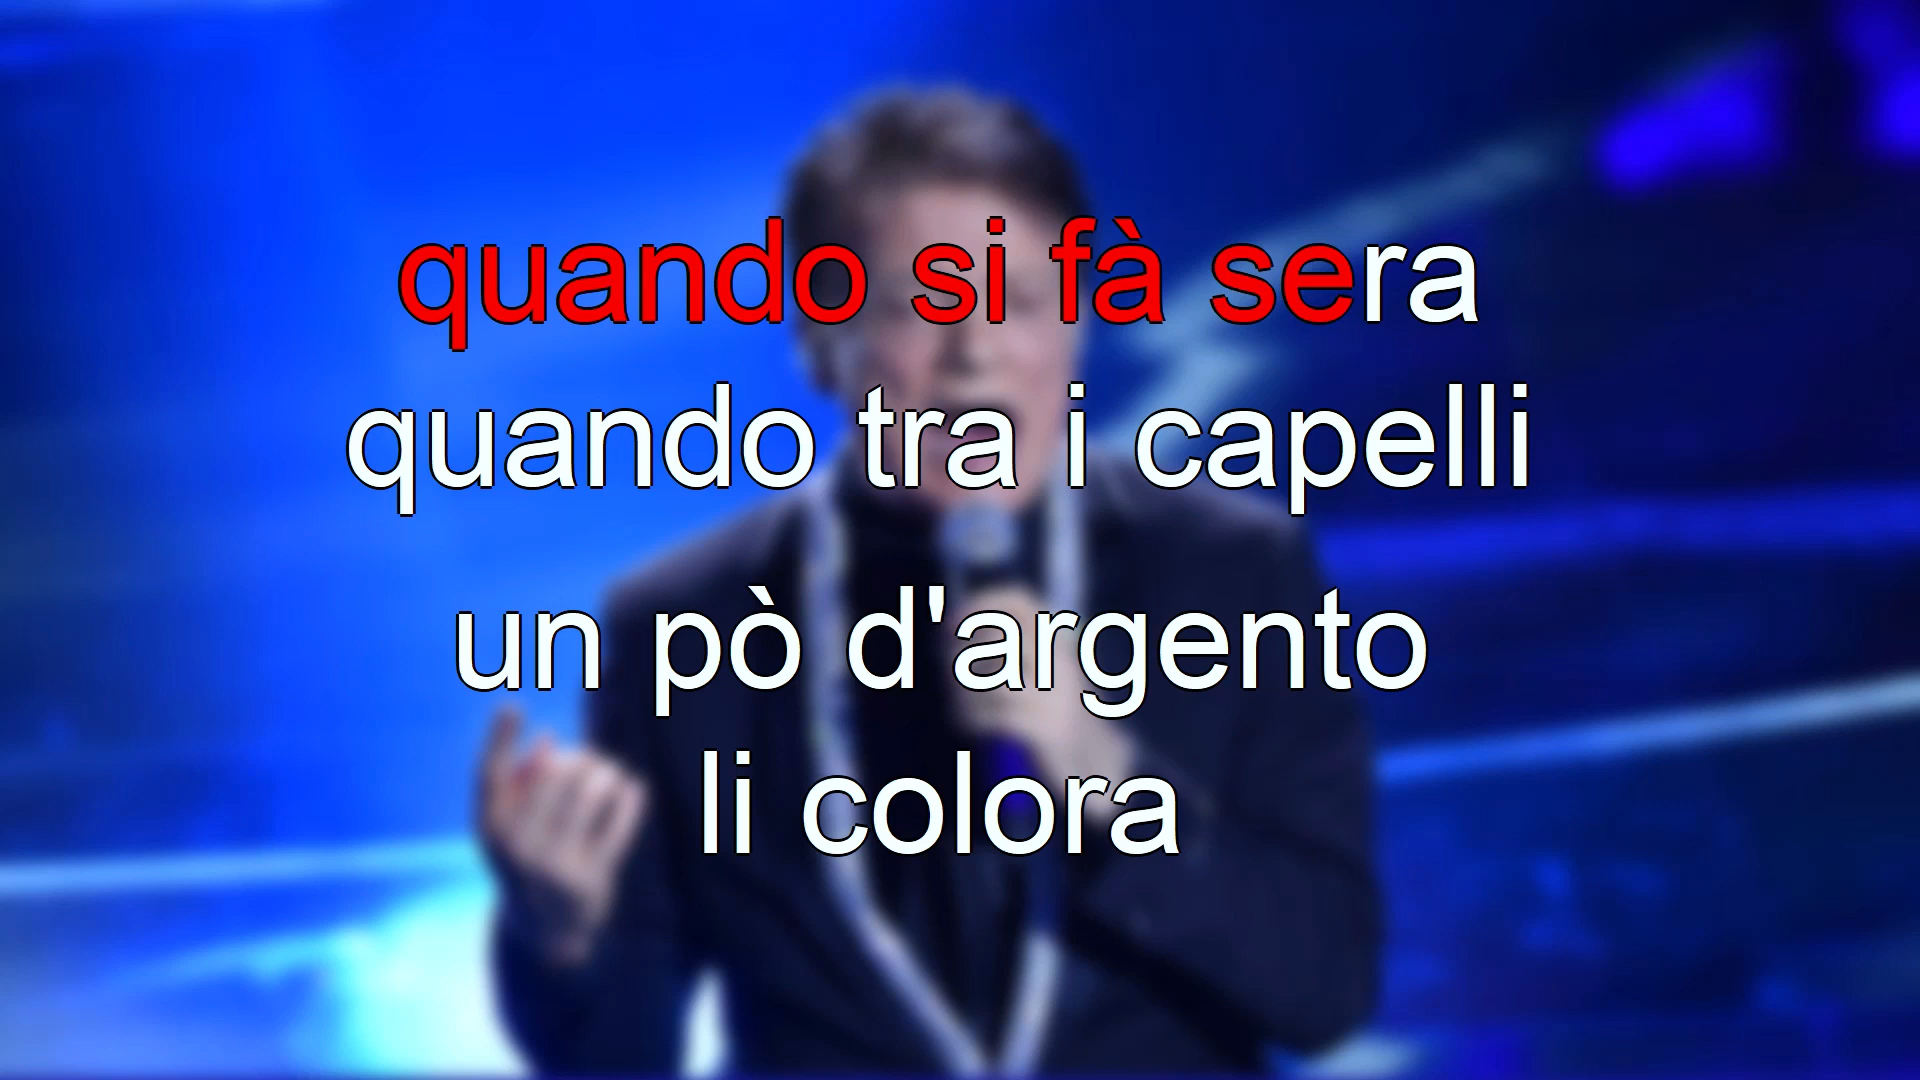 quando si fà sera
quando tra i capelli
un pò d'argento
li colora